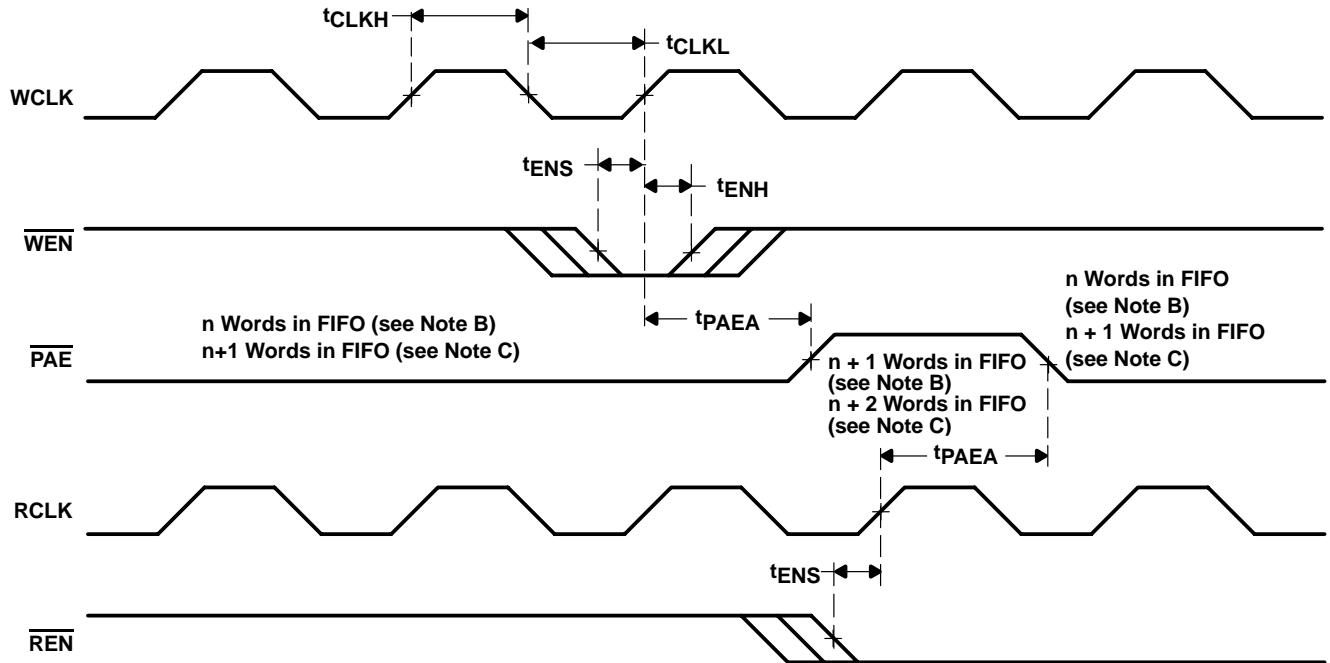 tCLKH
tCLKL
WCLK
tENS
tENH
WEN
n Words in FIFO
(see Note B)
n + 1 Words in FIFO
(see Note C)
tPAEA
n Words in FIFO (see Note B)
n+1 Words in FIFO (see Note C)
PAE
n + 1 Words in FIFO
(see Note B)
n + 2 Words in FIFO
(see Note C)
tPAEA
RCLK
tENS
REN